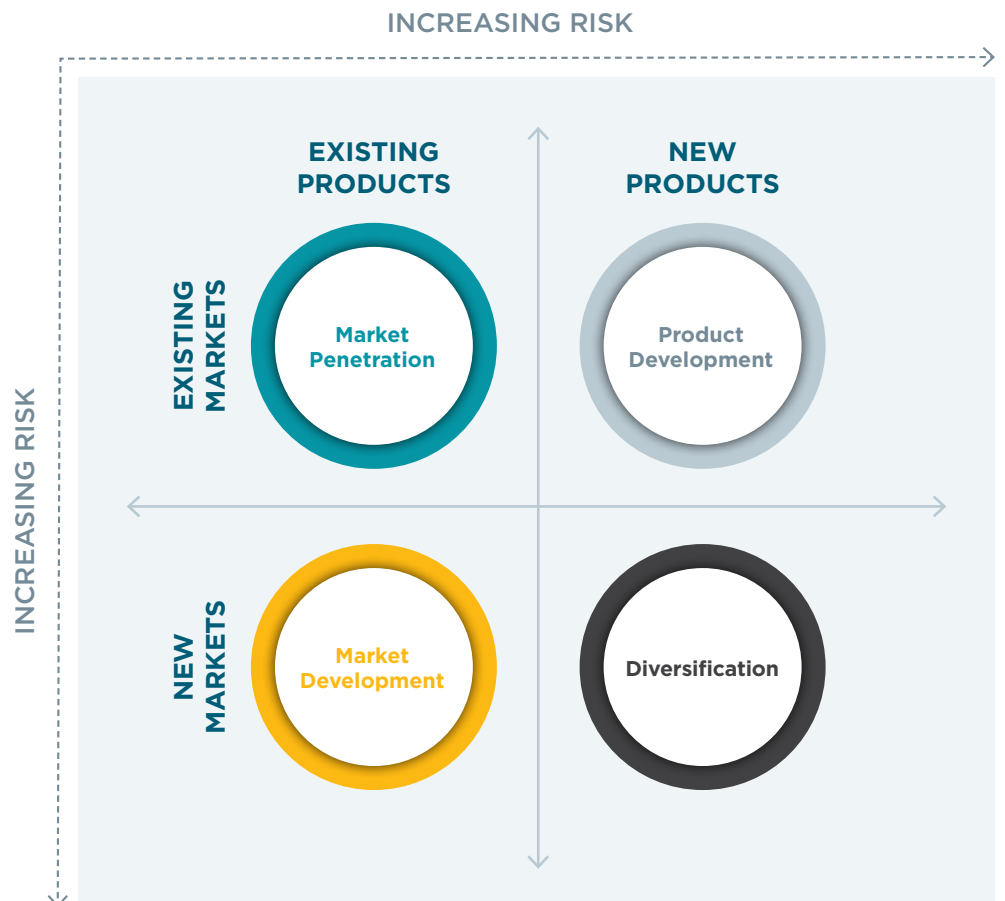 INCREASING RISK
EXISTING
PRODUCTS
NEW
PRODUCTS
INCREASING RISK
EXISTING
MARKETS
Market
Penetration
Product
Development
NEW
MARKETS
Market
Development
Diversification